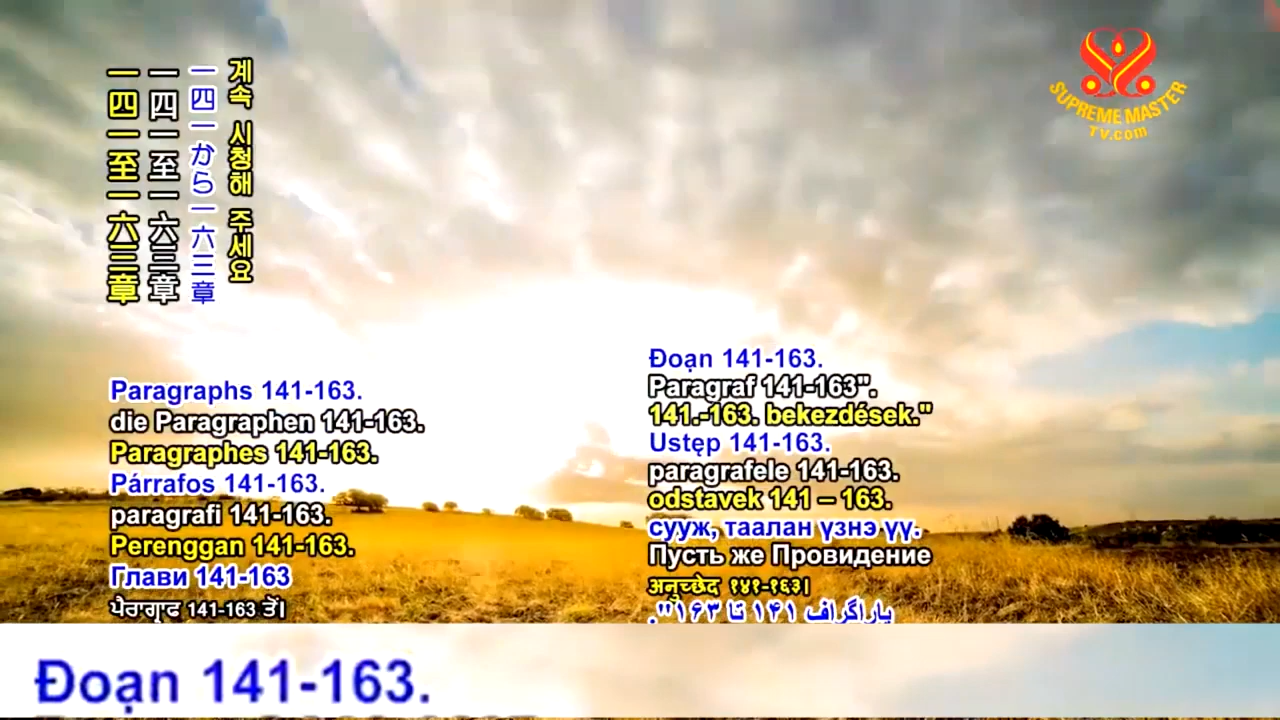 계속 시청해 주세요
一四一から一六三章
一四一至一六三章
一四一至一六三章
SUPREME MASTER
TV.com
Paragraphs 141-163.
die Paragraphen 141-163.
Paragraphes 141-163.
Párrafos 141-163.
paragrafi 141-163.
Perenggan 141-163.
Глави 141-163
ਪੈਰਾਗ੍ਰਾਫ 141-163 ਤੋਂ।
Đoạn 141-163.
Paragraf 141-163".
141.-163. bekezdések."
Ustęp 141-163.
paragrafele 141-163.
odstavek 141 – 163.
сууж, таалан үзнэ үү.
Пусть же Провидение
अनुच्छेद १४१-१६३।
پاراگراف ۱۴۱ تا ۱۶۳".
Đoạn 141-163.